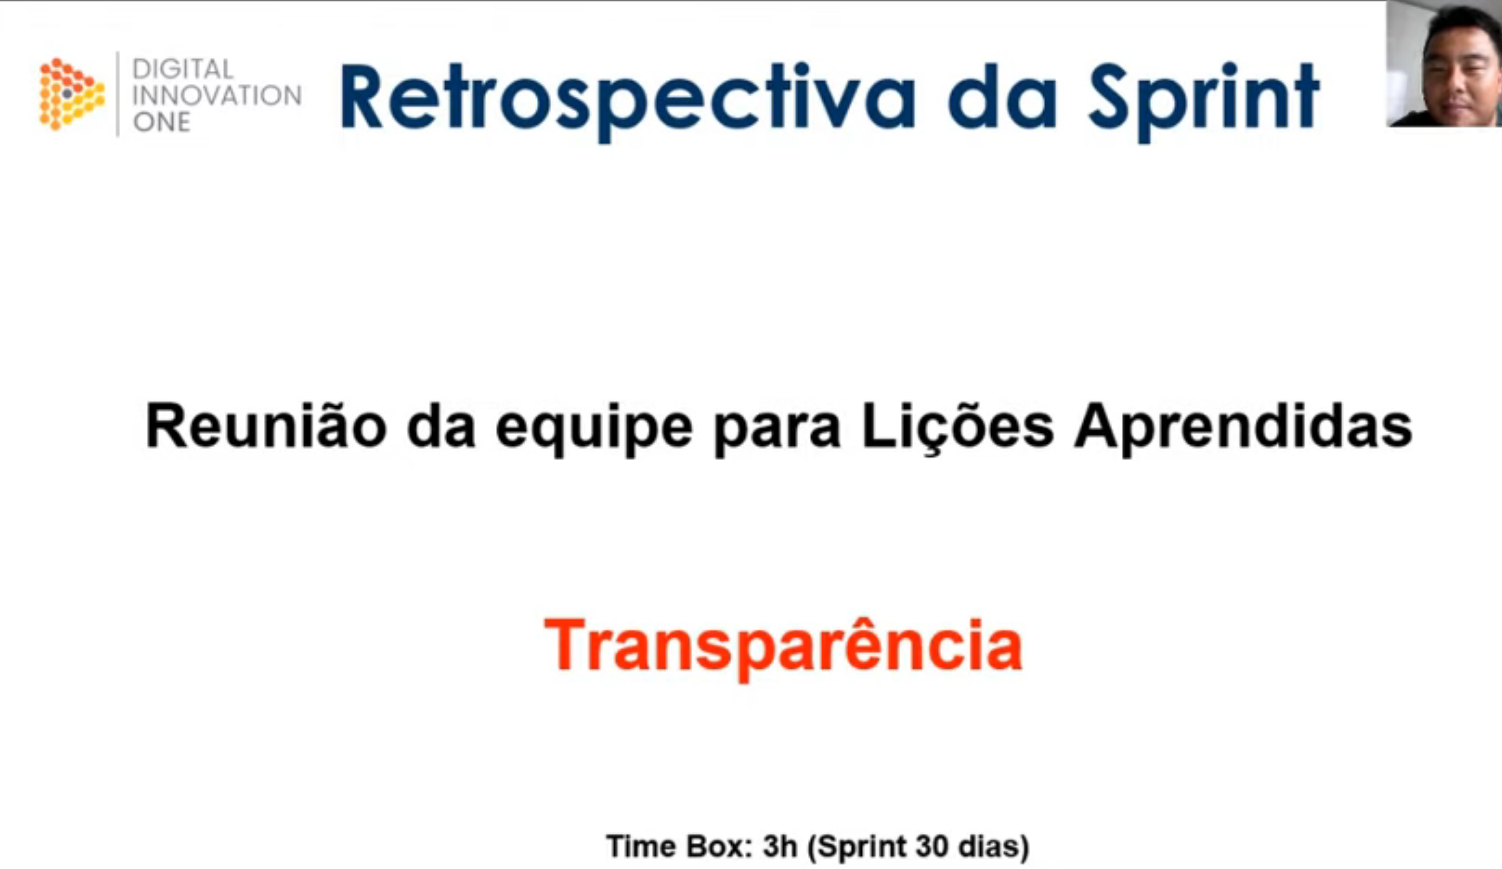 DIGITAL
INNOVATION
ONE
Retrospectiva da Sprint
Reunião da equipe para Lições Aprendidas
Transparência
Time Box: 3h (Sprint 30 dias)